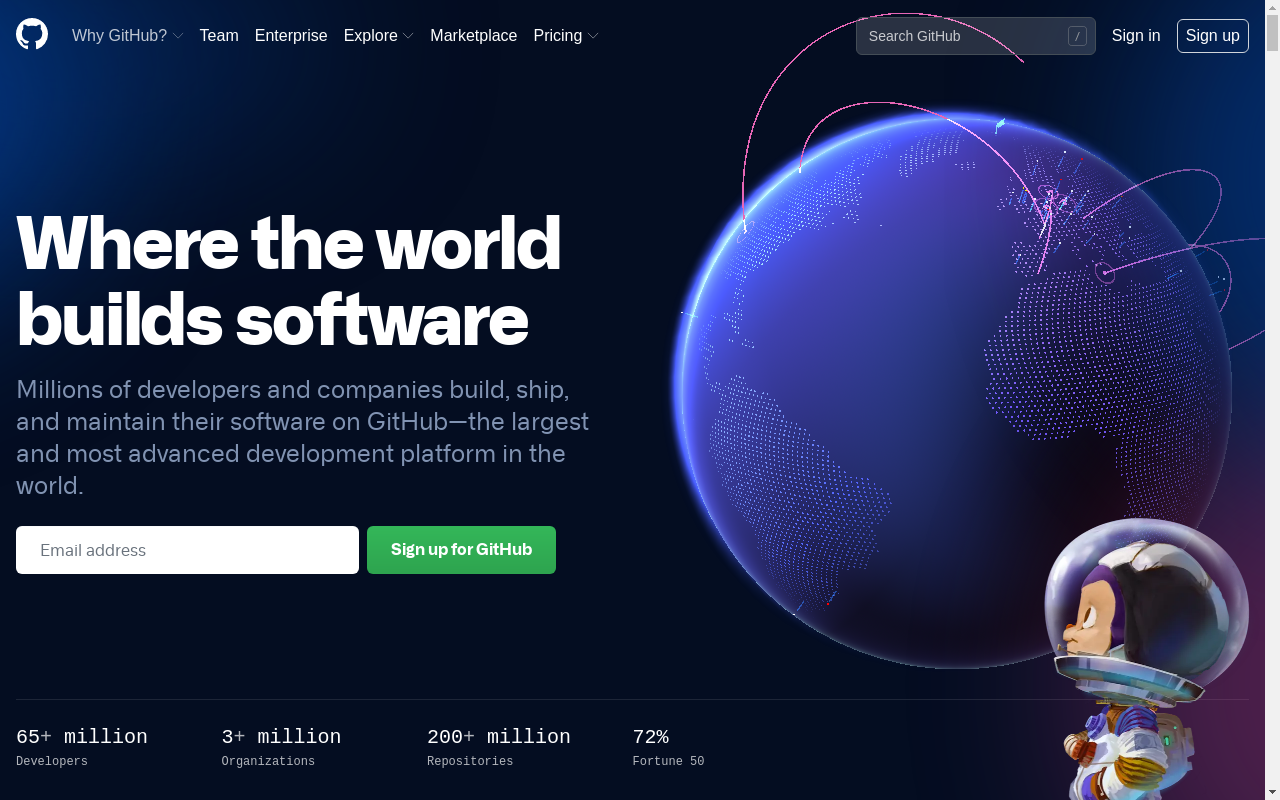 Why GitHub? Team Enterprise Explore Marketplace Pricing Search GitHub / Sign in Sign up
Where the world
builds software
Millions of developers and companies build, ship,
and maintain their software on GitHub—the largest
and most advanced development platform in the
world.
Email address Sign up for GitHub
65+ million 3+ million 200+ million 72%
Developers Organizations Repositories Fortune 50